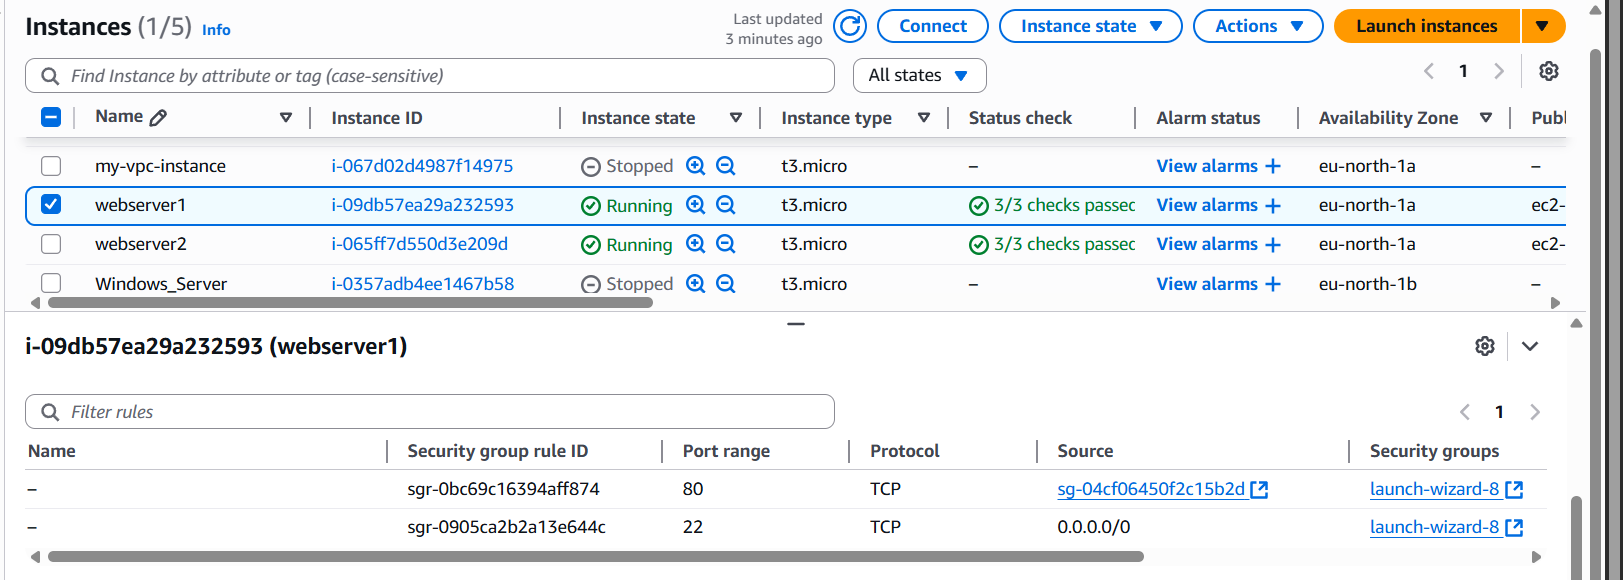 Instances (1/5) Info
Last updated
3 minutes ago
Connect
Instance state
Actions
Launch instances
Find Instance by attribute or tag (case-sensitive)
All states
1
Name Instance ID Instance state Instance type Status check Alarm status Availability Zone Publ
my-vpc-instance i-067d02d4987f14975 Stopped t3.micro – View alarms + eu-north-1a –
webserver1 i-09db57ea29a232593 Running t3.micro 3/3 checks passec View alarms + eu-north-1a ec2-
webserver2 i-065ff7d550d3e209d Running t3.micro 3/3 checks passec View alarms + eu-north-1a ec2-
Windows_Server i-0357adb4ee1467b58 Stopped t3.micro – View alarms + eu-north-1b –
i-09db57ea29a232593 (webserver1)
Filter rules
1
Name Security group rule ID Port range Protocol Source Security groups
– sgr-0bc69c16394aff874 80 TCP sg-04cf06450f2c15b2d launch-wizard-8
– sgr-0905ca2b2a13e644c 22 TCP 0.0.0.0/0 launch-wizard-8